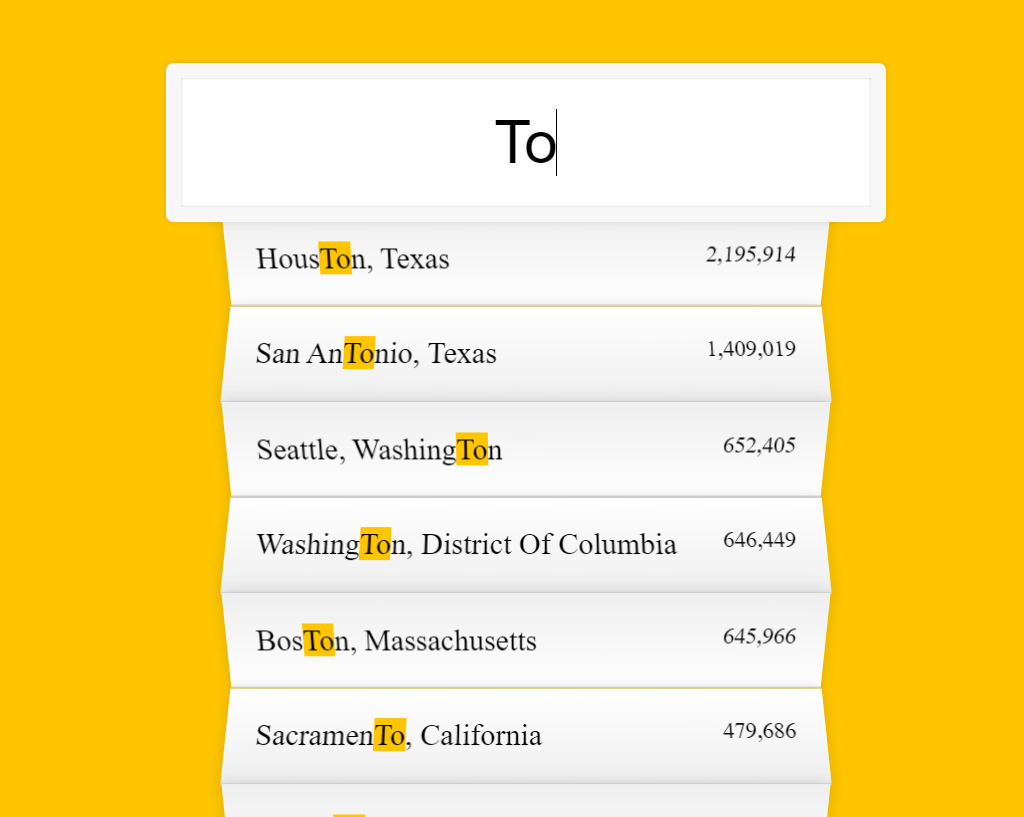 To
HousTon, Texas 2,195,914
San AnTonio, Texas 1,409,019
Seattle, WashingTon 652,405
WashingTon, District Of Columbia 646,449
BosTon, Massachusetts 645,966
SacramenTo, California 479,686